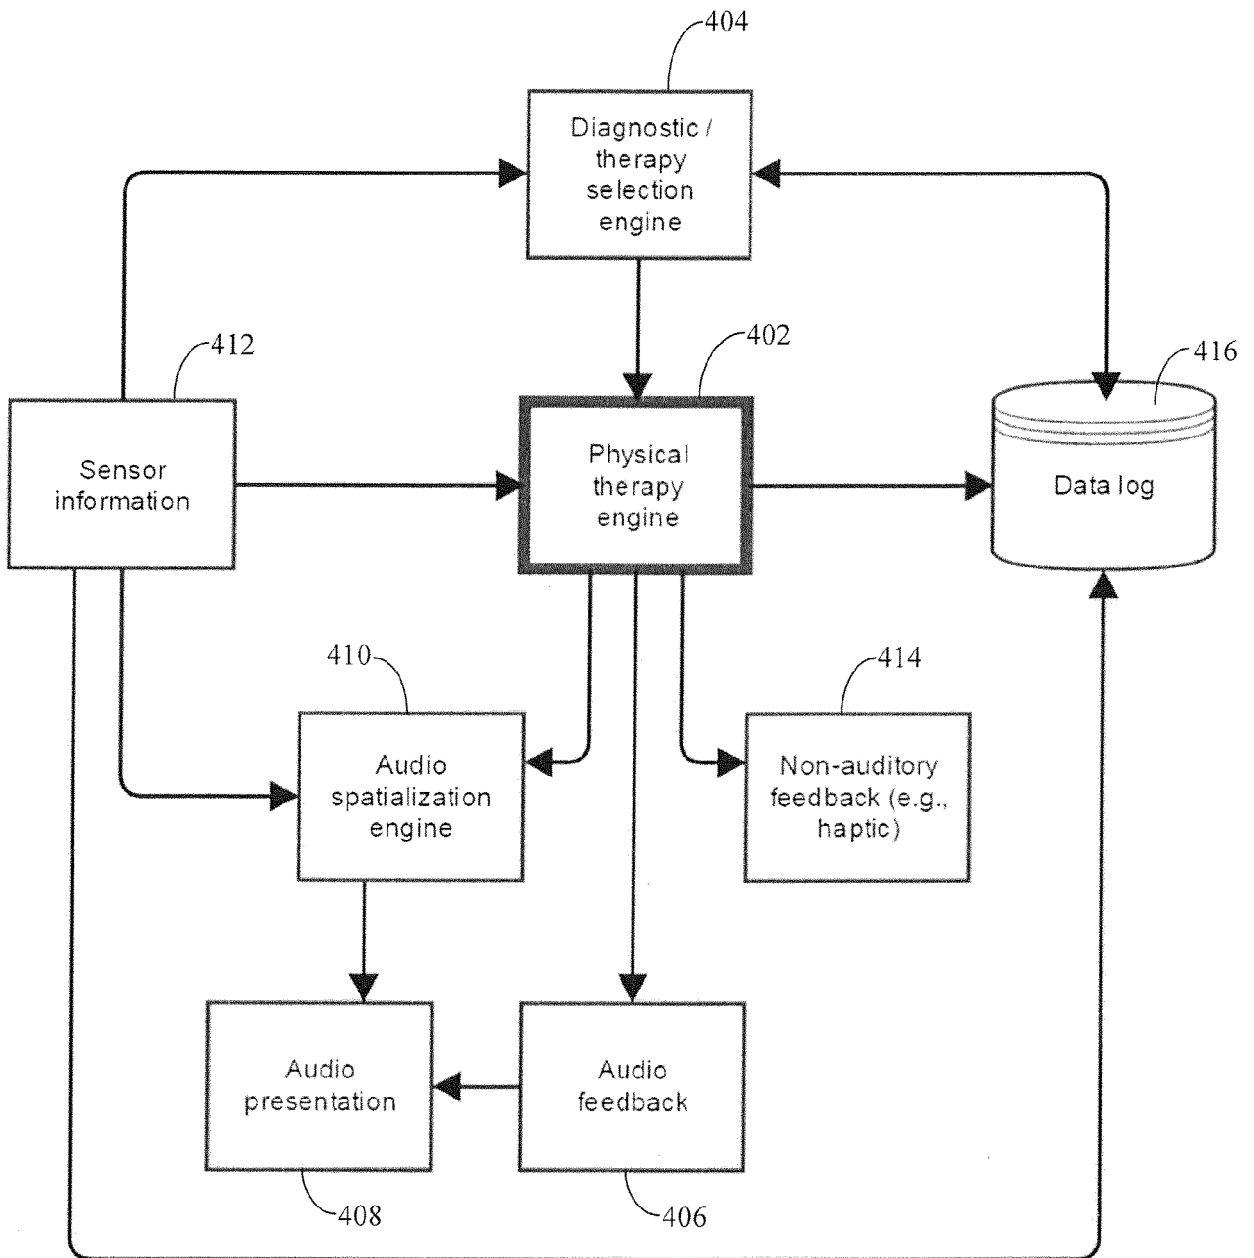 404
Diagnostic /
therapy
selection
engine
412
402
416
Sensor
information
Physical
therapy
engine
Data log
410
414
Audio
spatialization
engine
Non-auditory
feedback (e.g.,
haptic)
Audio
presentation
Audio
feedback
408
406